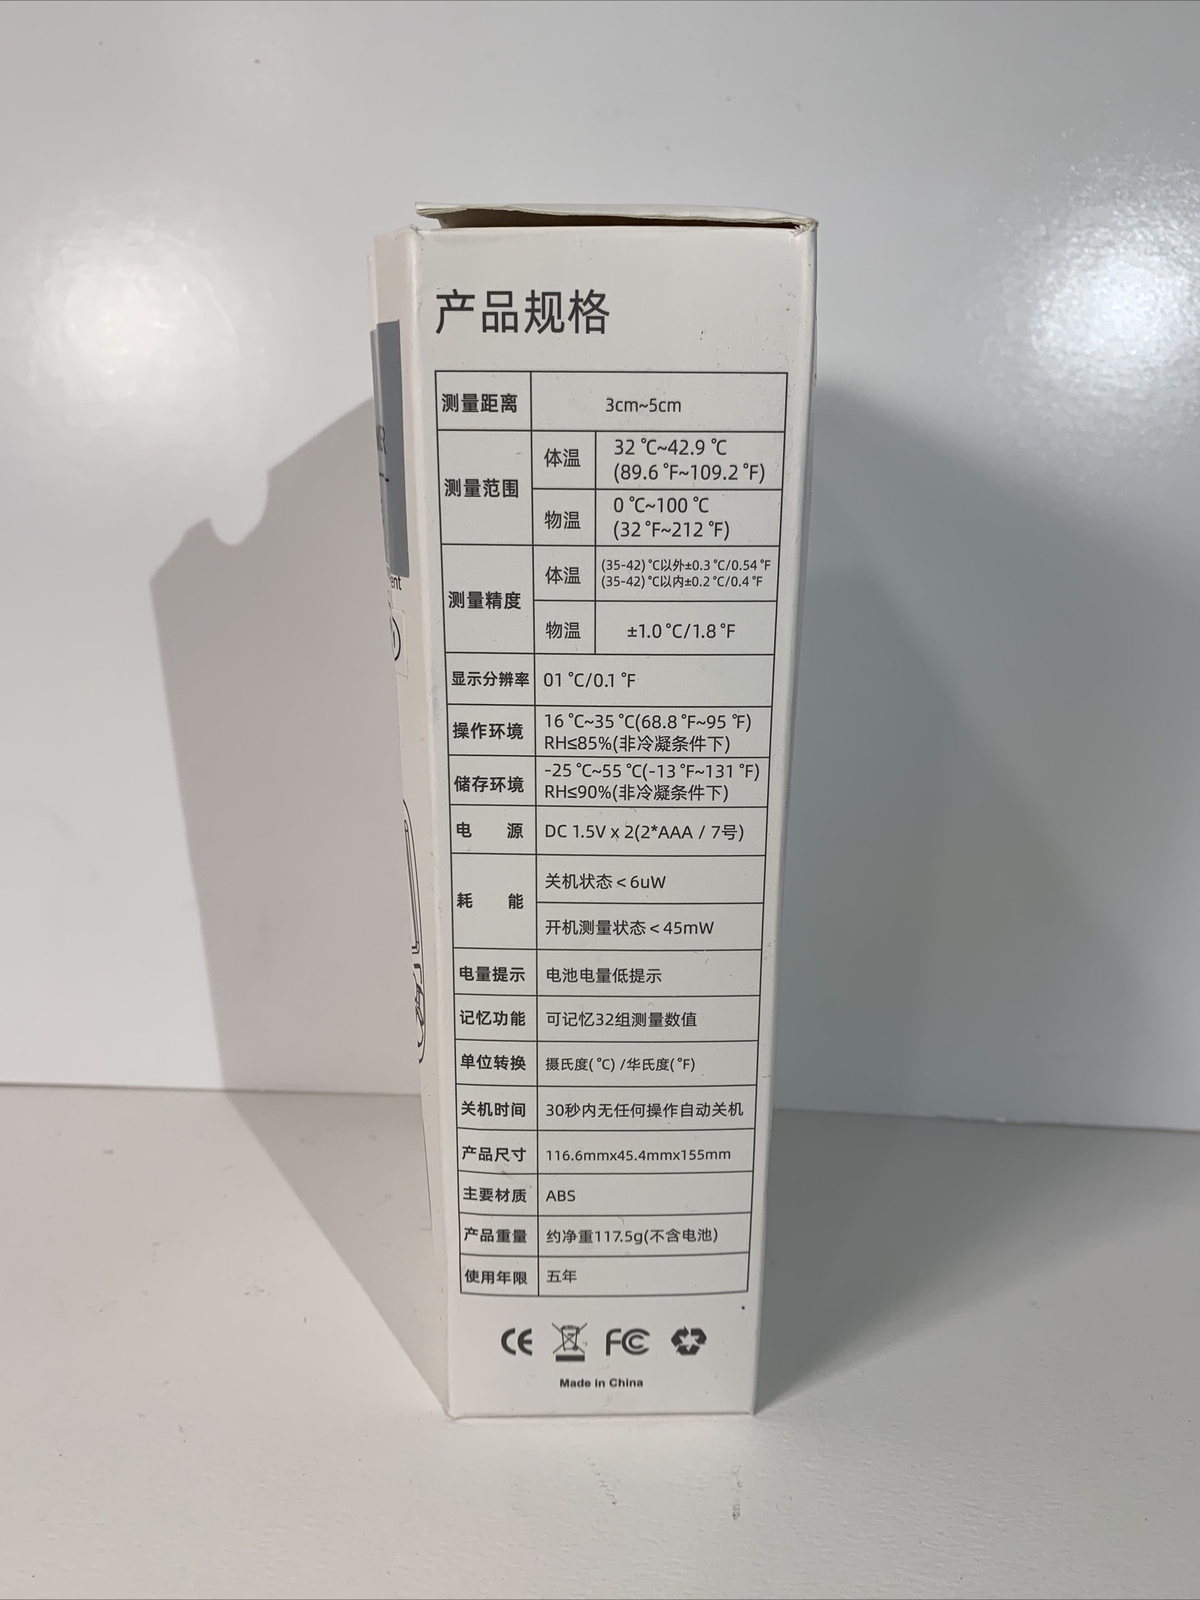 产品规格
测量距离 3cm~5cm
测量范围 体温 32 ℃~42.9 ℃
(89.6 ℉~109.2 ℉)
物温 0 ℃~100 ℃
(32 ℉~212 ℉)
测量精度 体温 (35-42) ℃以外±0.3 ℃/0.54 ℉
(35-42) ℃以内±0.2 ℃/0.4 ℉
物温 ±1.0 ℃/1.8 ℉
显示分辨率 01 ℃/0.1 ℉
操作环境 16 ℃~35 ℃(68.8 ℉~95 ℉)
RH≤85%(非冷凝条件下)
储存环境 -25 ℃~55 ℃(-13 ℉~131 ℉)
RH≤90%(非冷凝条件下)
电 源 DC 1.5V x 2(2*AAA / 7号)
耗 能 关机状态 < 6uW
开机测量状态 < 45mW
电量提示 电池电量低提示
记忆功能 可记忆32组测量数值
单位转换 摄氏度( ℃) /华氏度( ℉)
关机时间 30秒内无任何操作自动关机
产品尺寸 116.6mmx45.4mmx155mm
主要材质 ABS
产品重量 约净重117.5g(不含电池)
使用年限 五年
CE FC
Made in China